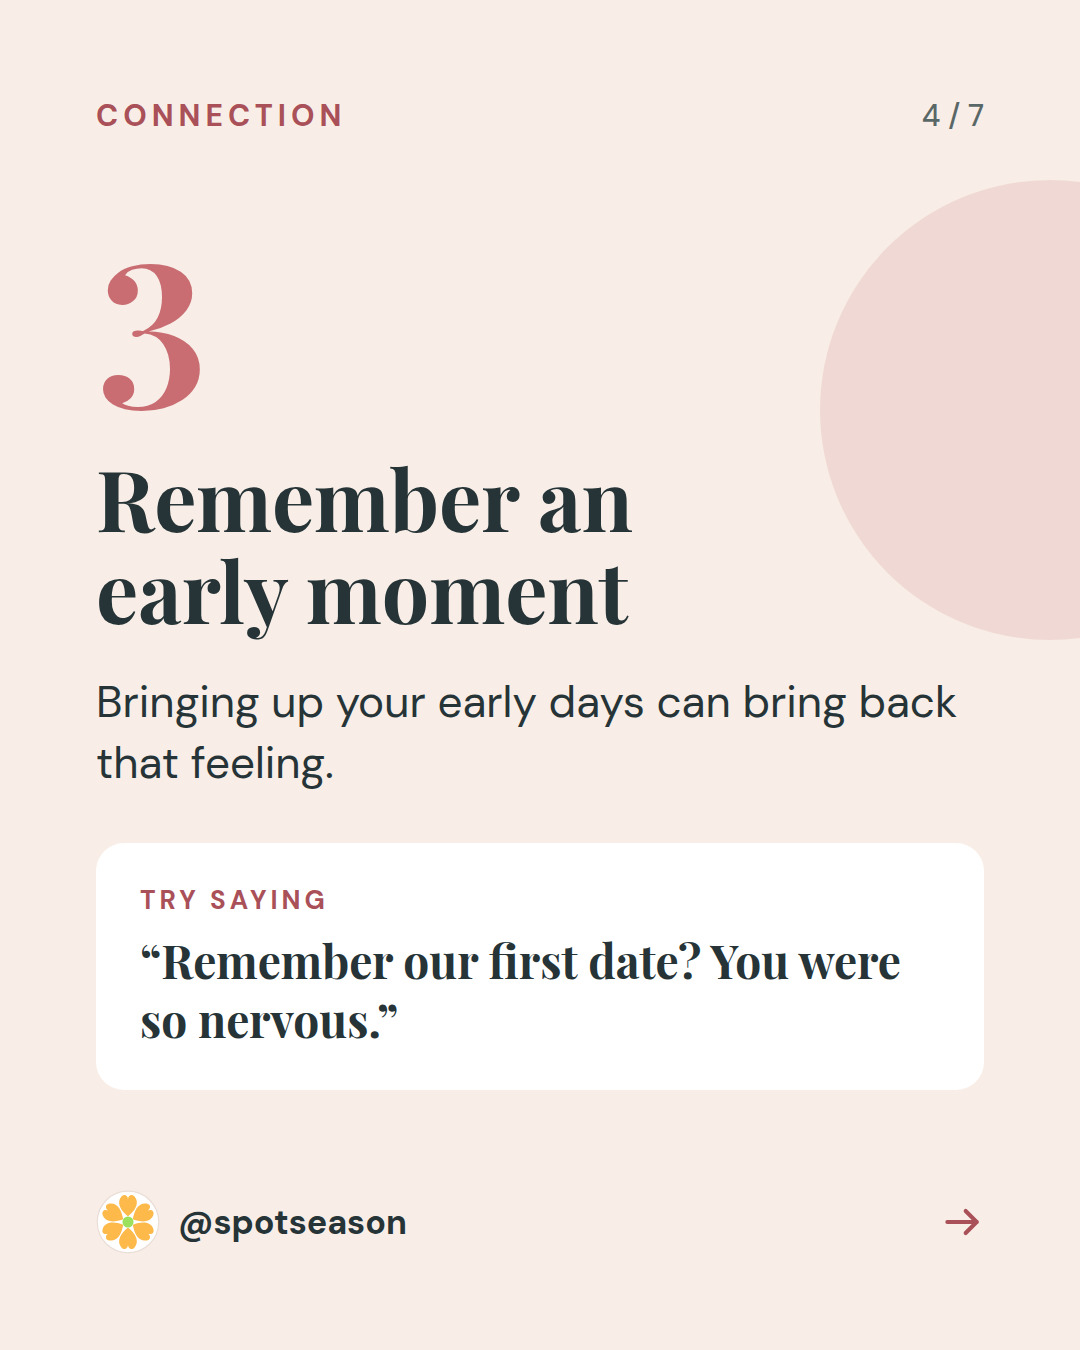 CONNECTION
4 / 7
3
Remember an
early moment
Bringing up your early days can bring back
that feeling.
TRY SAYING
“Remember our first date? You were
so nervous.”
@spotseason
→